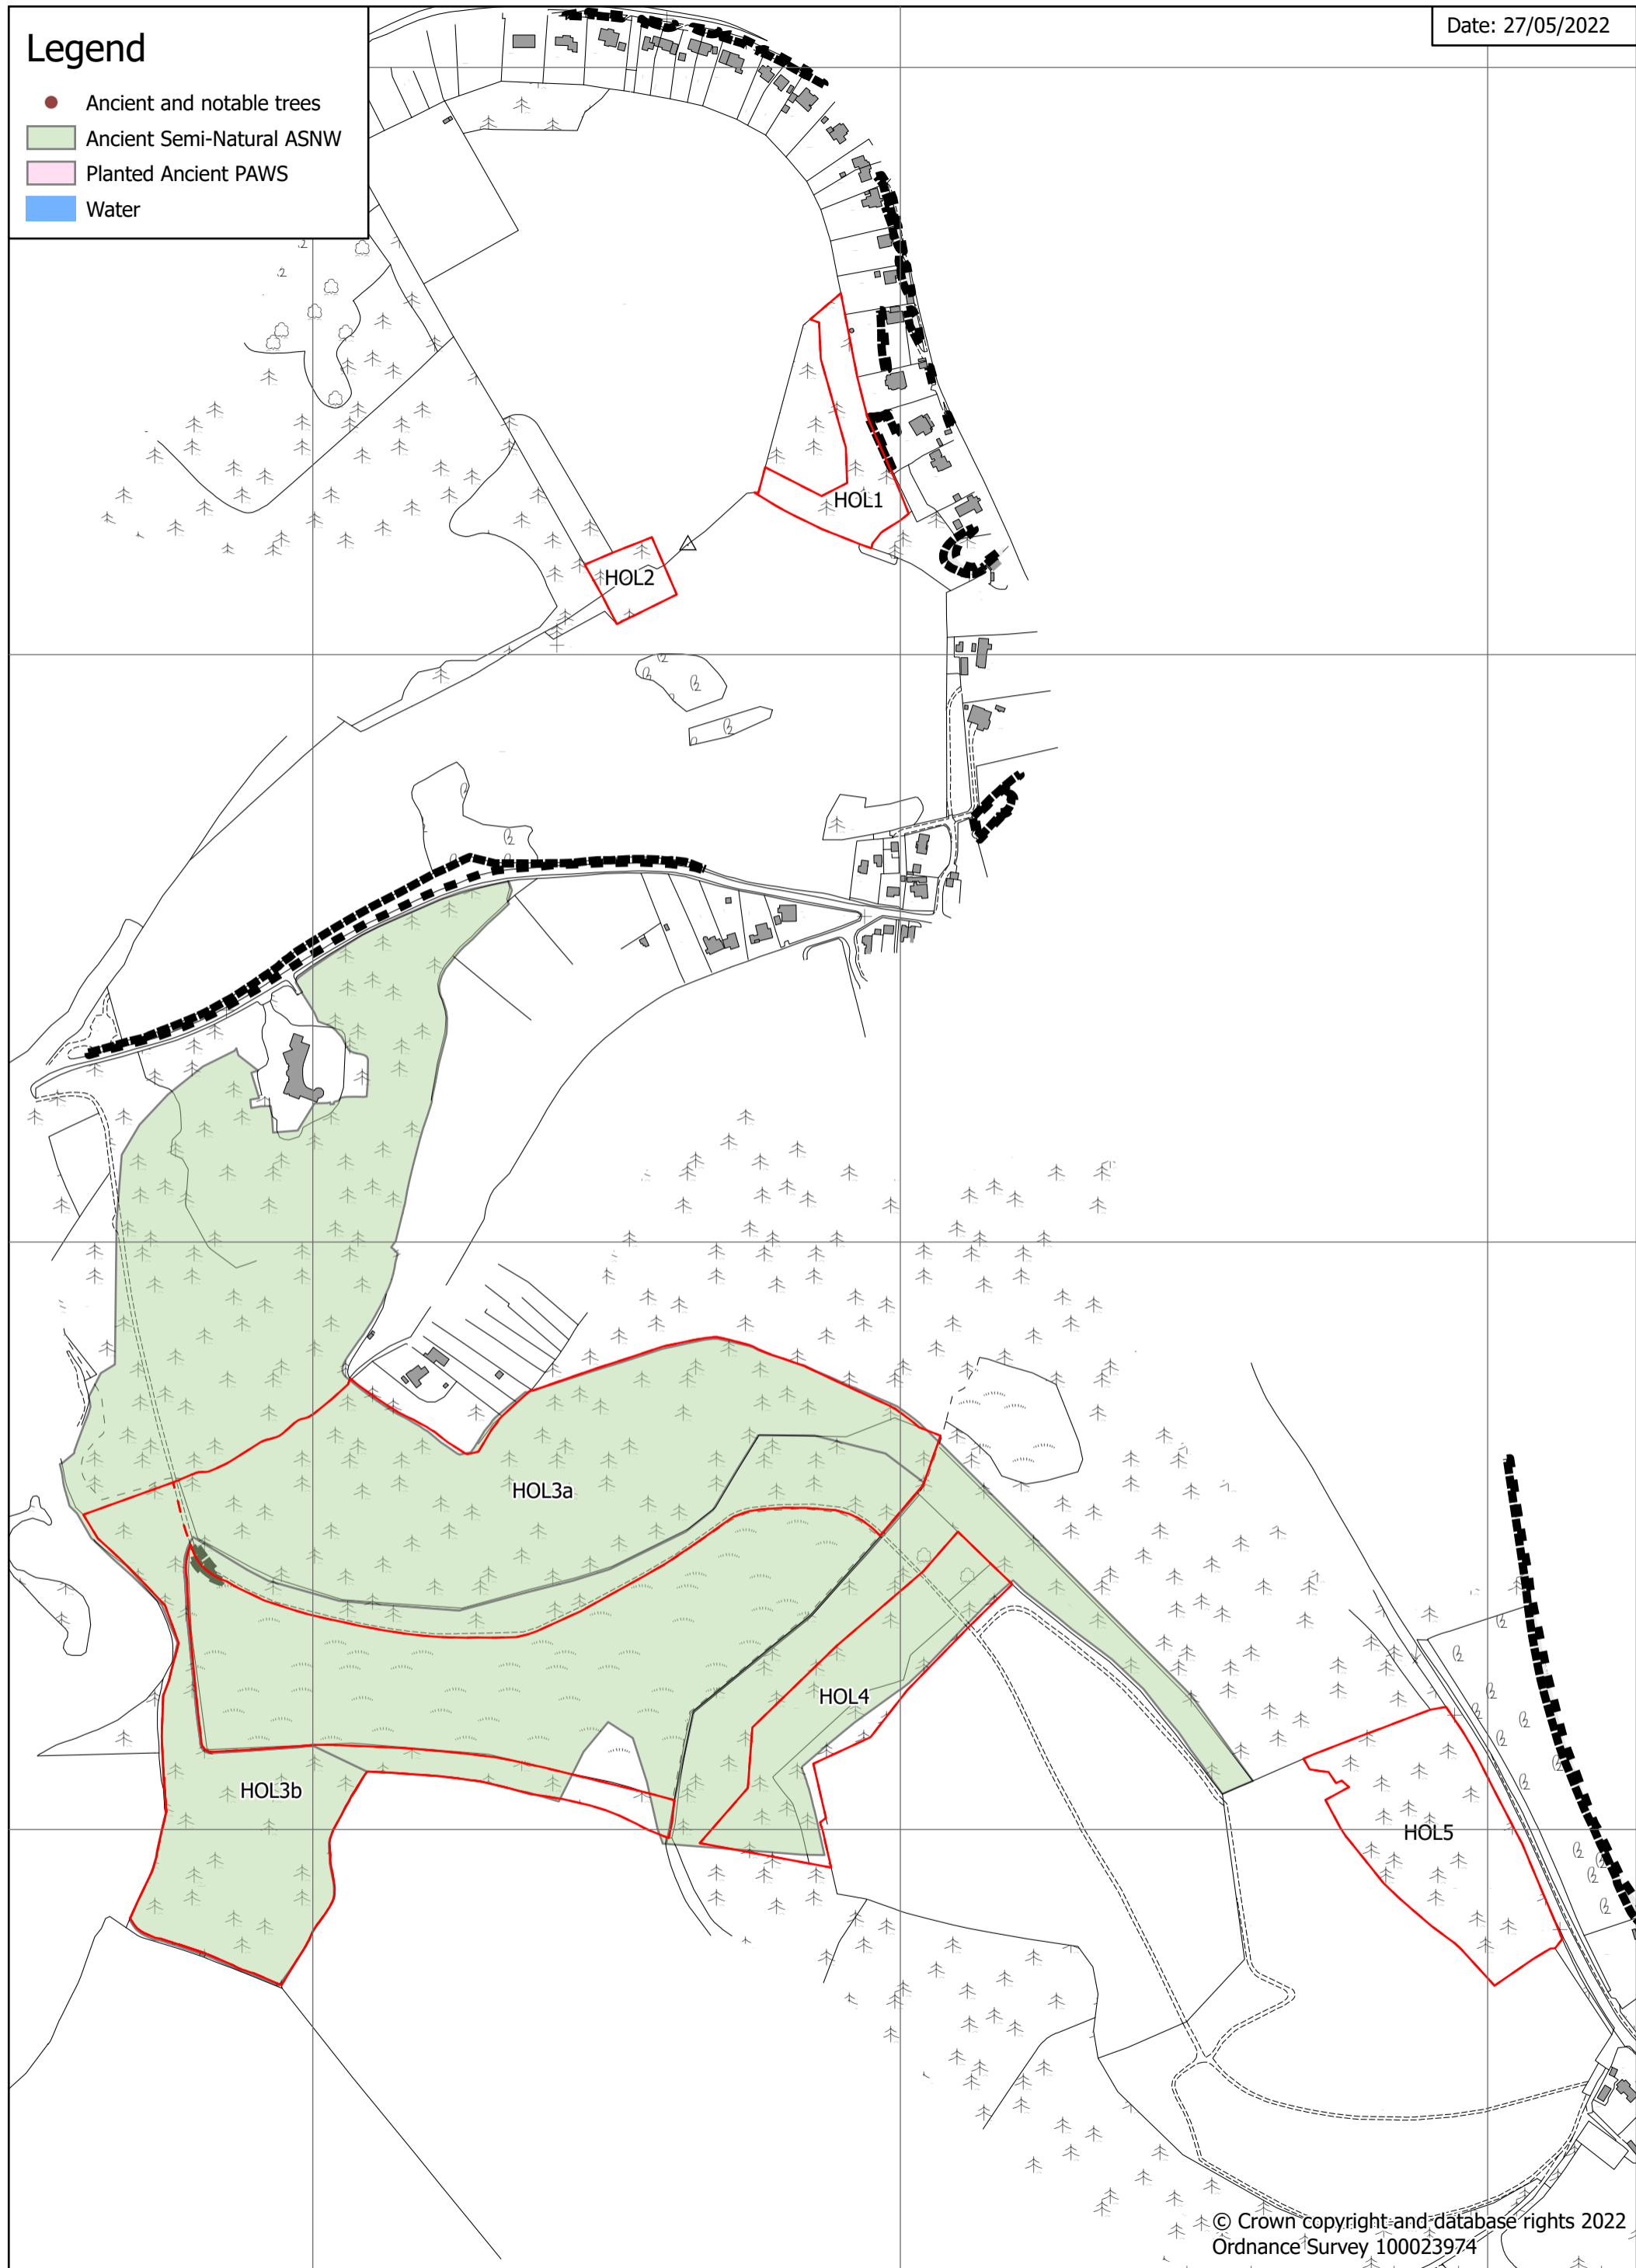 Legend
Ancient and notable trees
Ancient Semi-Natural ASNW
Planted Ancient PAWS
Water
Date: 27/05/2022
HOL1
HOL2
HOL3a
HOL4
HOL3b
HOL5
© Crown copyright and database rights 2022
Ordnance Survey 100023974